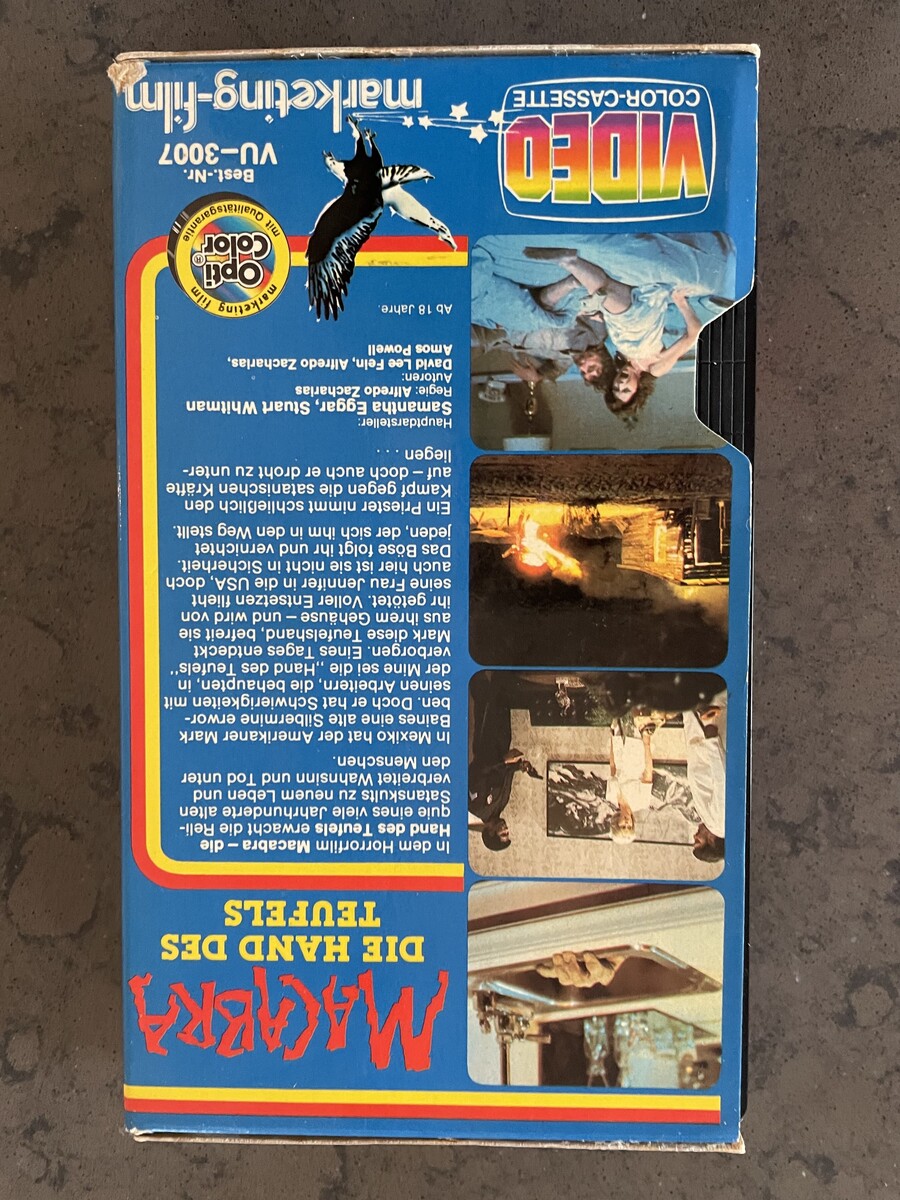 MACABRA
DIE HAND DES
TEUFELS
In dem Horrorfilm Macabra – die
Hand des Teufels erwacht die Reli-
quie eines viele Jahrhunderte alten
Satanskults zu neuem Leben und
verbreitet Wahnsinn und Tod unter
den Menschen.
In Mexiko hat der Amerikaner Mark
Baines eine alte Silbermine erwor-
ben. Doch er hat Schwierigkeiten mit
seinen Arbeitern, die behaupten, in
der Mine sei die ,,Hand des Teufels"
verborgen. Eines Tages entdeckt
Mark diese Teufelshand, befreit sie
aus ihrem Gehäuse – und wird von
ihr getötet. Voller Entsetzen flieht
seine Frau Jennifer in die USA, doch
auch hier ist sie nicht in Sicherheit.
Das Böse folgt ihr und vernichtet
jeden, der sich ihm in den Weg stellt.
Ein Priester nimmt schließlich den
Kampf gegen die satanischen Kräfte
auf – doch auch er droht zu unter-
liegen . . .
Hauptdarsteller:
Samantha Eggar, Stuart Whitman
Regie: Alfredo Zacharias
Autoren:
David Lee Fein, Alfredo Zacharias,
Amos Powell
Ab 18 Jahre.
marketing film
Opti
Color®
mit Qualitätsgarantie
Best.-Nr.
VU–3007
VIDEO
COLOR-CASSETTE
marketing-film